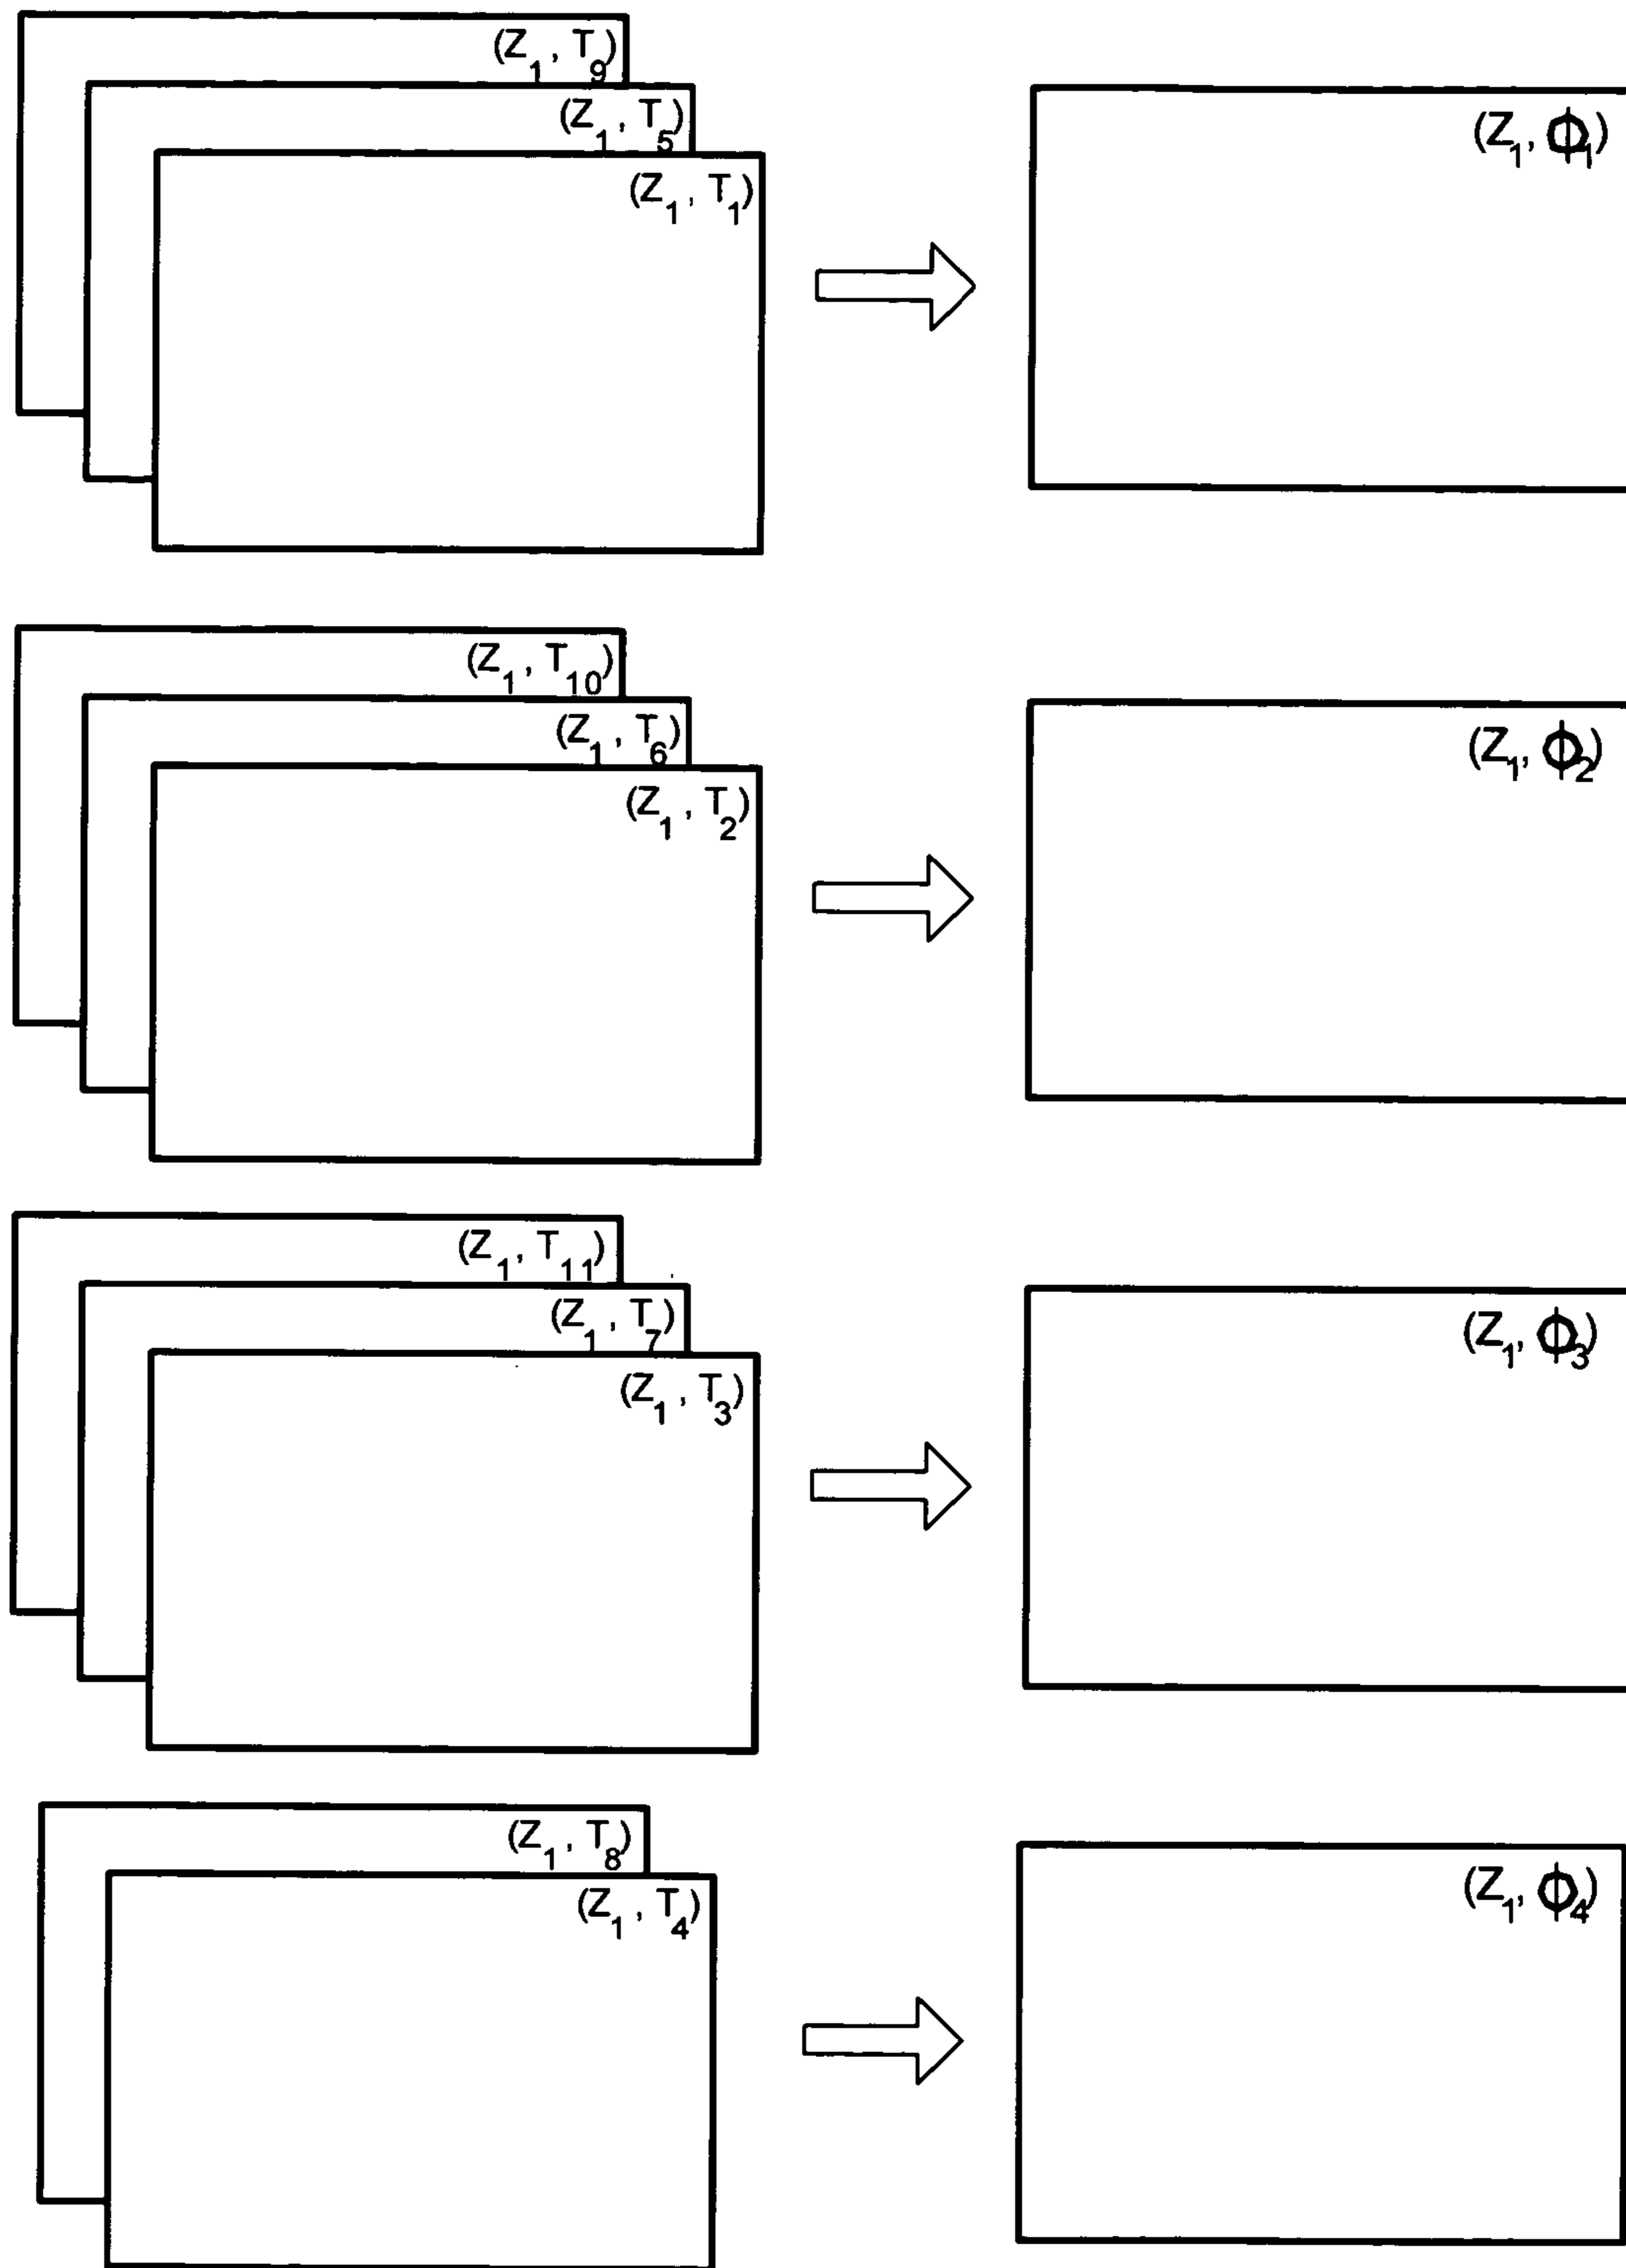 (Z₁, T₉)
(Z₁, T₅)
(Z₁, T₁)
(Z₁, Φ₁)
(Z₁, T₁₀)
(Z₁, T₆)
(Z₁, T₂)
(Z₁, Φ₂)
(Z₁, T₁₁)
(Z₁, T₇)
(Z₁, T₃)
(Z₁, Φ₃)
(Z₁, T₈)
(Z₁, T₄)
(Z₁, Φ₄)